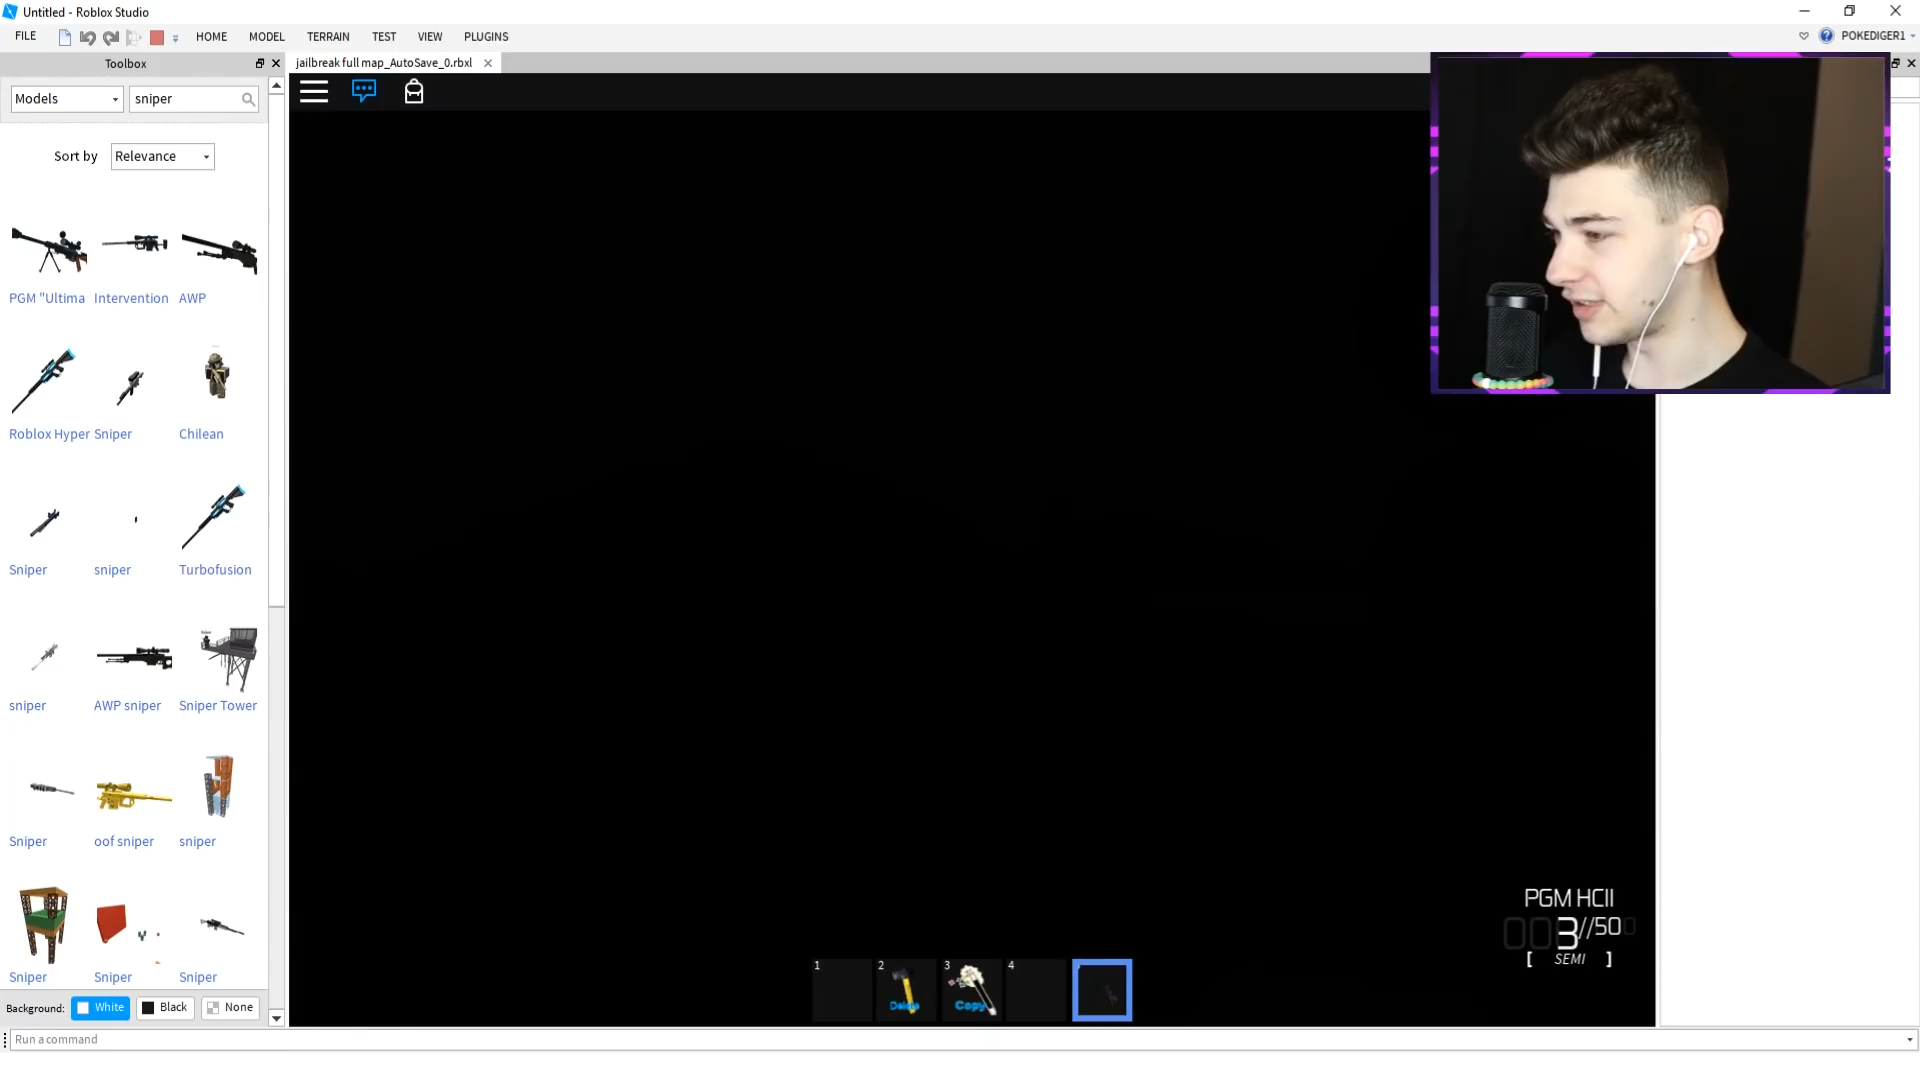 Untitled - Roblox Studio
FILE HOME MODEL TERRAIN TEST VIEW PLUGINS POKEDIGER1
Toolbox
jailbreak full map_AutoSave_0.rbxl
Models sniper
Sort by Relevance
PGM "Ultima Intervention AWP
Roblox Hyper Sniper Chilean
Sniper sniper Turbofusion
sniper AWP sniper Sniper Tower
Sniper oof sniper sniper
Sniper Sniper Sniper
PGM HCII
003//500
[ SEMI ]
1 2 3 4
Delete Copy
Background: White Black None
Run a command